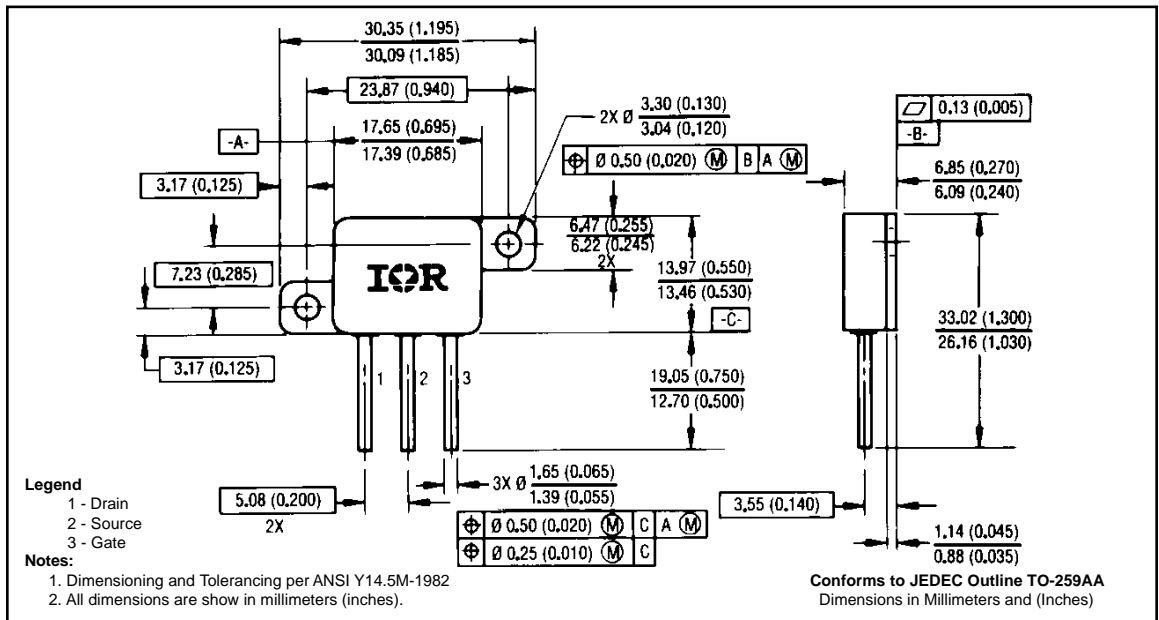 30.35 (1.195)
30.09 (1.185)
23.87 (0.940)
-A-
17.65 (0.695)
17.39 (0.685)
2X Ø 3.30 (0.130)
3.04 (0.120)
⌖ Ø 0.50 (0.020) Ⓜ B A Ⓜ
3.17 (0.125)
⏥ 0.13 (0.005)
-B-
6.85 (0.270)
6.09 (0.240)
6.47 (0.255)
6.22 (0.245)
2X
7.23 (0.285)
IOR
13.97 (0.550)
13.46 (0.530)
-C-
33.02 (1.300)
26.16 (1.030)
3.17 (0.125)
1 2 3
19.05 (0.750)
12.70 (0.500)
5.08 (0.200)
2X
3X Ø 1.65 (0.065)
1.39 (0.055)
⌖ Ø 0.50 (0.020) Ⓜ C A Ⓜ
⌖ Ø 0.25 (0.010) Ⓜ C
3.55 (0.140)
1.14 (0.045)
0.88 (0.035)
Legend
1 - Drain
2 - Source
3 - Gate
Notes:
1. Dimensioning and Tolerancing per ANSI Y14.5M-1982
2. All dimensions are show in millimeters (inches).
Conforms to JEDEC Outline TO-259AA
Dimensions in Millimeters and (Inches)